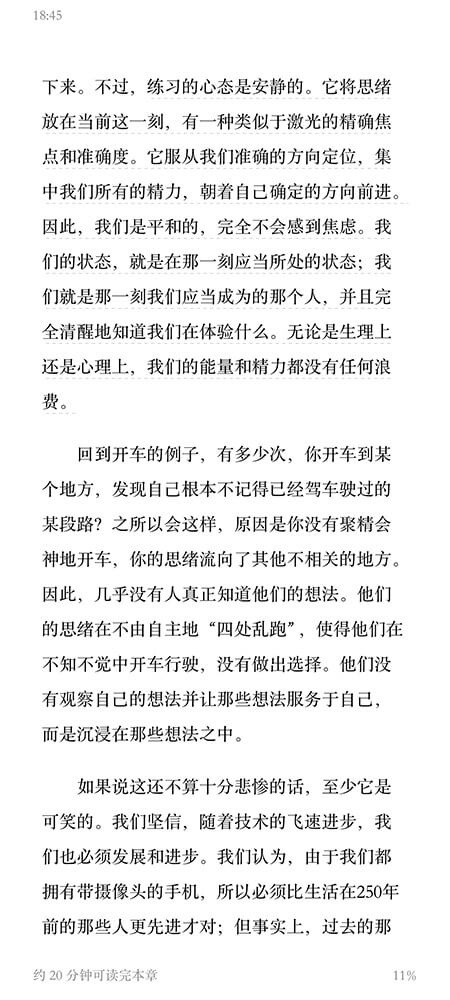 18:45
下来。不过，练习的心态是安静的。它将思绪
放在当前这一刻，有一种类似于激光的精确焦
点和准确度。它服从我们准确的方向定位，集
中我们所有的精力，朝着自己确定的方向前进。
因此，我们是平和的，完全不会感到焦虑。我
们的状态，就是在那一刻应当所处的状态；我
们就是那一刻我们应当成为的那个人，并且完
全清醒地知道我们在体验什么。无论是生理上
还是心理上，我们的能量和精力都没有任何浪
费。
回到开车的例子，有多少次，你开车到某
个地方，发现自己根本不记得已经驾车驶过的
某段路？之所以会这样，原因是你没有聚精会
神地开车，你的思绪流向了其他不相关的地方。
因此，几乎没有人真正知道他们的想法。他们
的思绪在不由自主地“四处乱跑”，使得他们在
不知不觉中开车行驶，没有做出选择。他们没
有观察自己的想法并让那些想法服务于自己，
而是沉浸在那些想法之中。
如果说这还不算十分悲惨的话，至少它是
可笑的。我们坚信，随着技术的飞速进步，我
们也必须发展和进步。我们认为，由于我们都
拥有带摄像头的手机，所以必须比生活在250年
前的那些人更先进才对；但事实上，过去的那
约 20 分钟可读完本章
11%